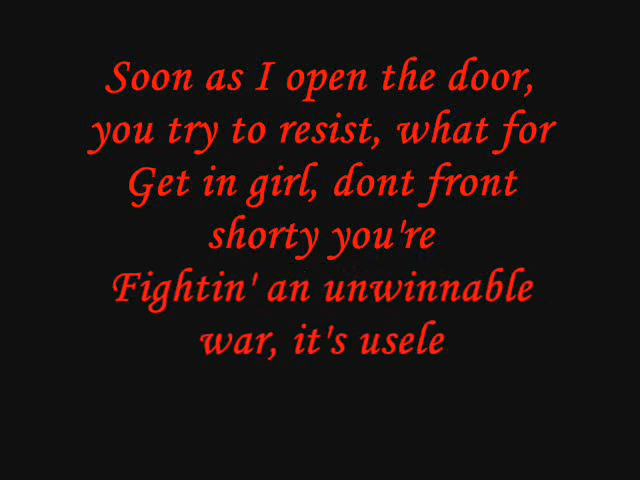 Soon as I open the door,
you try to resist, what for
Get in girl, dont front
shorty you're
Fightin' an unwinnable
war, it's usele